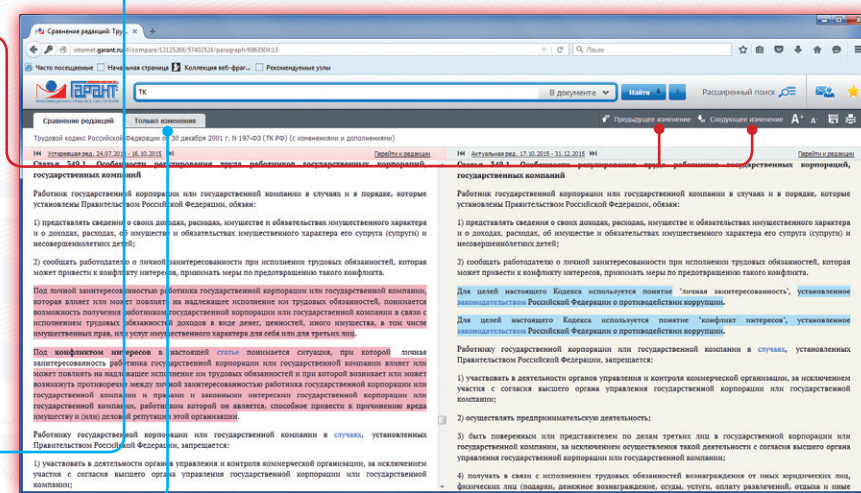 Сравнение редакций: Тру...
internet.garant.ru/#/compare/12125268/57402524/paragraph/6963504:13
Поиск
Часто посещаемые Начальная страница Коллекция веб-фраг... Рекомендуемые узлы
ГАРАНТ
ТК
В документе
Найти
Расширенный поиск
Сравнение редакций
Только изменения
Предыдущее изменение
Следующее изменение
Трудовой кодекс Российской Федерации от 30 декабря 2001 г. N 197-ФЗ (ТК РФ) (с изменениями и дополнениями)
Устаревшая ред. 24.07.2015 - 16.10.2015
Перейти к редакции
Статья 349.1. Особенности регулирования труда работников государственных корпораций,
государственных компаний
Работник государственной корпорации или государственной компании в случаях и в порядке, которые
установлены Правительством Российской Федерации, обязан:
1) представлять сведения о своих доходах, расходах, имуществе и обязательствах имущественного характера
и о доходах, расходах, об имуществе и обязательствах имущественного характера его супруга (супруги) и
несовершеннолетних детей;
2) сообщать работодателю о личной заинтересованности при исполнении трудовых обязанностей, которая
может привести к конфликту интересов, принимать меры по предотвращению такого конфликта.
Под личной заинтересованностью работника государственной корпорации или государственной компании,
которая влияет или может повлиять на надлежащее исполнение им трудовых обязанностей, понимается
возможность получения работником государственной корпорации или государственной компании в связи с
исполнением трудовых обязанностей доходов в виде денег, ценностей, иного имущества, в том числе
имущественных прав, или услуг имущественного характера для себя или для третьих лиц.
Под конфликтом интересов в настоящей статье понимается ситуация, при которой личная
заинтересованность работника государственной корпорации или государственной компании влияет или
может повлиять на надлежащее исполнение им трудовых обязанностей и при которой возникает или может
возникнуть противоречие между личной заинтересованностью работника государственной корпорации или
государственной компании и правами и законными интересами государственной корпорации или
государственной компании, работником которой он является, способное привести к причинению вреда
имуществу и (или) деловой репутации этой организации.
Работнику государственной корпорации или государственной компании в случаях, установленных
Правительством Российской Федерации, запрещается:
1) участвовать в деятельности органов управления и контроля коммерческой организации, за исключением
участия с согласия высшего органа управления государственной корпорации или государственной
компании;
Актуальная ред. 17.10.2015 - 31.12.2015
Перейти к редакции
Статья 349.1. Особенности регулирования труда работников государственных корпораций,
государственных компаний
Работник государственной корпорации или государственной компании в случаях и в порядке, которые
установлены Правительством Российской Федерации, обязан:
1) представлять сведения о своих доходах, расходах, имуществе и обязательствах имущественного характера
и о доходах, расходах, об имуществе и обязательствах имущественного характера его супруга (супруги) и
несовершеннолетних детей;
2) сообщать работодателю о личной заинтересованности при исполнении трудовых обязанностей, которая
может привести к конфликту интересов, принимать меры по предотвращению такого конфликта.
Для целей настоящего Кодекса используется понятие "личная заинтересованность", установленное
законодательством Российской Федерации о противодействии коррупции.
Для целей настоящего Кодекса используется понятие "конфликт интересов", установленное
законодательством Российской Федерации о противодействии коррупции.
Работнику государственной корпорации или государственной компании в случаях, установленных
Правительством Российской Федерации, запрещается:
1) участвовать в деятельности органов управления и контроля коммерческой организации, за исключением
участия с согласия высшего органа управления государственной корпорации или государственной
компании;
2) осуществлять предпринимательскую деятельность;
3) быть поверенным или представителем по делам третьих лиц в государственной корпорации или
государственной компании, за исключением осуществления такой деятельности с согласия высшего органа
управления государственной корпорации или государственной компании;
4) получать в связи с исполнением трудовых обязанностей вознаграждения от иных юридических лиц,
физических лиц (подарки, денежное вознаграждение, ссуды, услуги, оплату развлечений, отдыха и иные